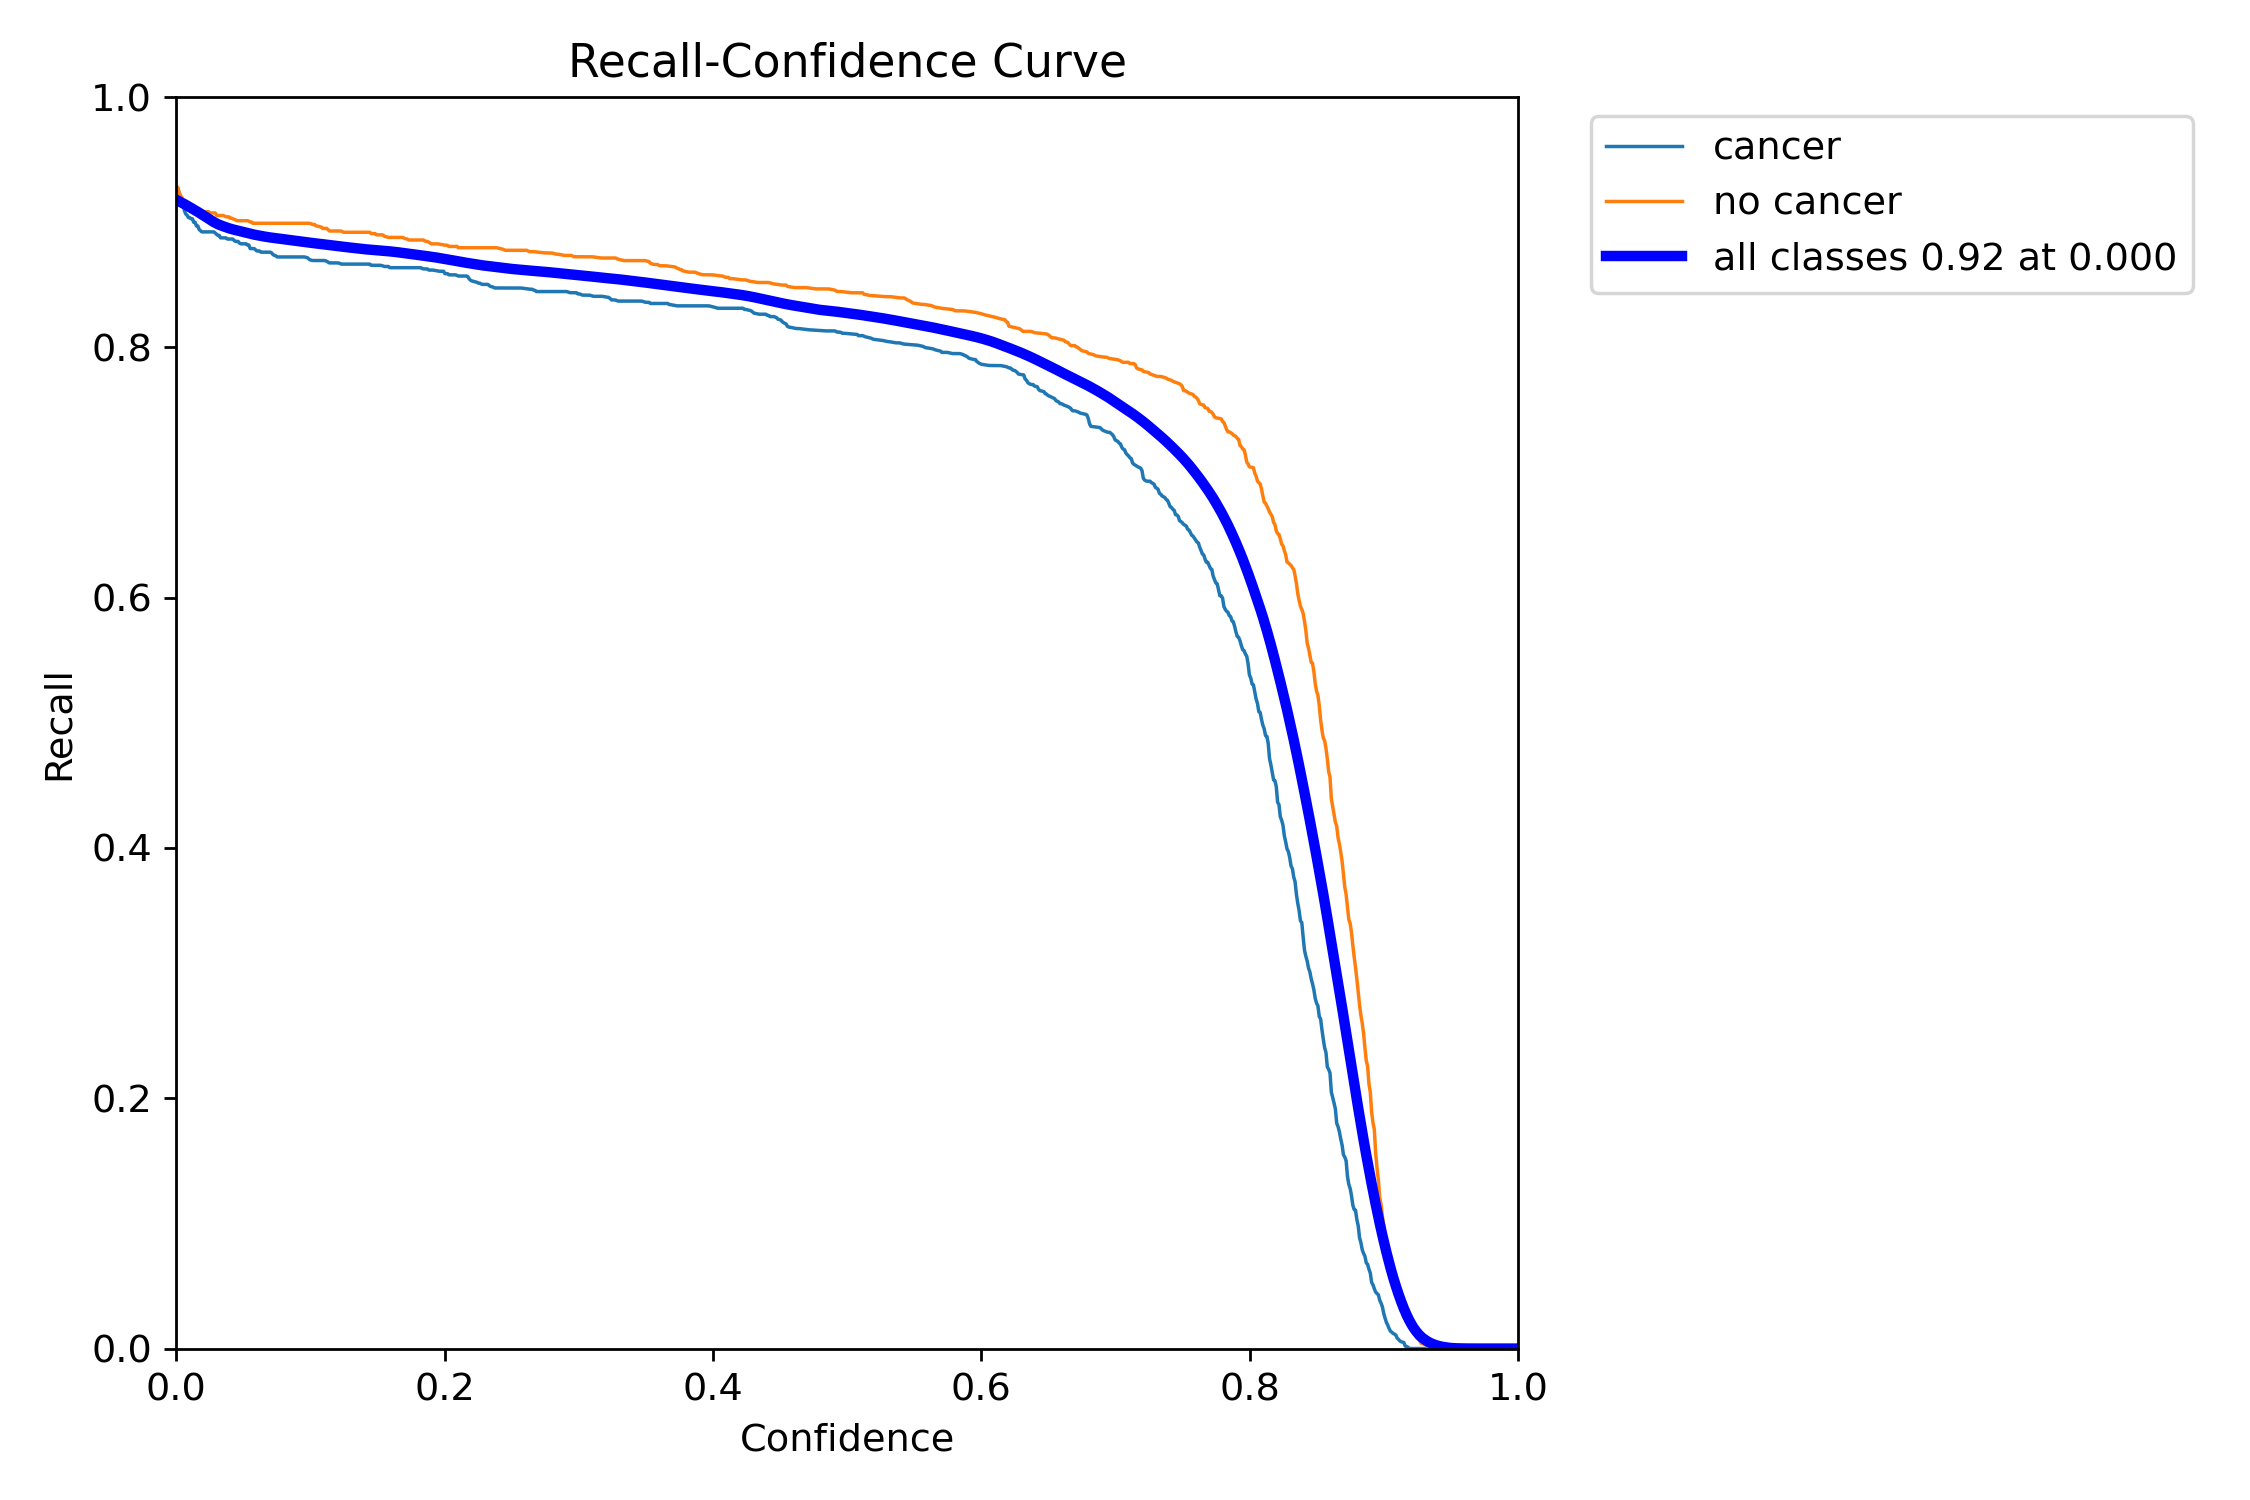 Recall-Confidence Curve
1.0
0.8
0.6
0.4
0.2
0.0
Recall
0.0 0.2 0.4 0.6 0.8 1.0
Confidence
cancer
no cancer
all classes 0.92 at 0.000